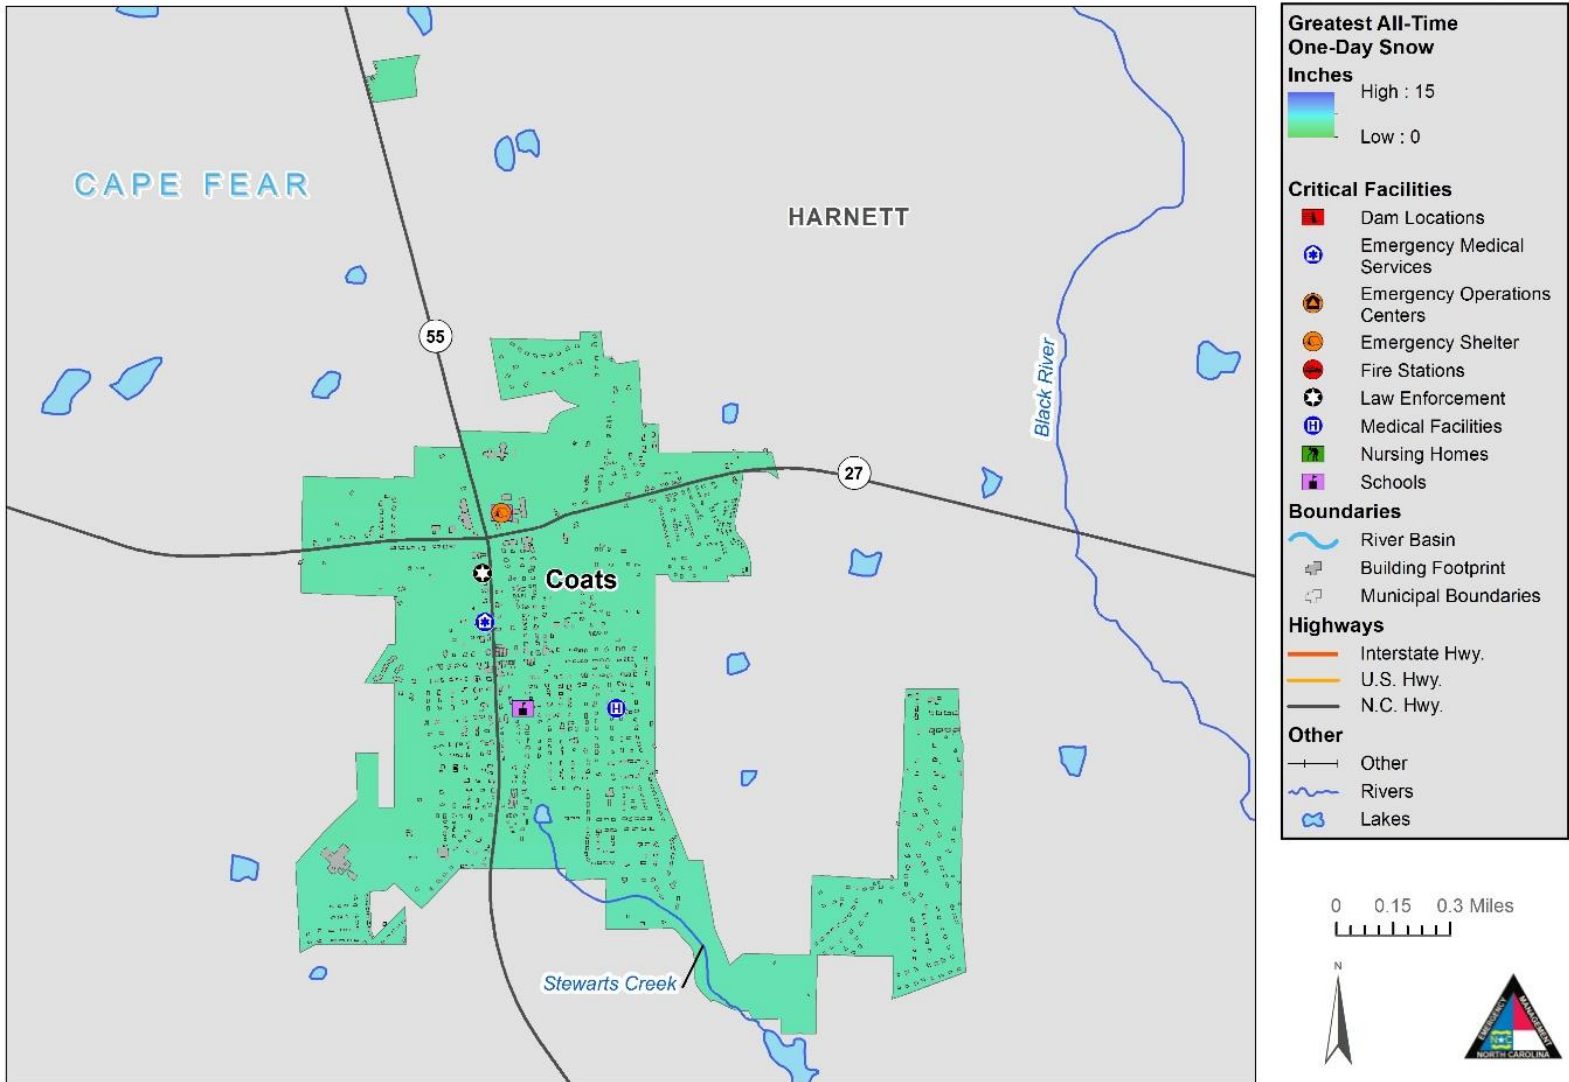 CAPE FEAR
HARNETT
55
Black River
27
Coats
H
Stewarts Creek
Greatest All-Time
One-Day Snow
Inches
High : 15
Low : 0
Critical Facilities
Dam Locations
Emergency Medical
Services
Emergency Operations
Centers
Emergency Shelter
Fire Stations
Law Enforcement
H
Medical Facilities
Nursing Homes
Schools
Boundaries
River Basin
Building Footprint
Municipal Boundaries
Highways
Interstate Hwy.
U.S. Hwy.
N.C. Hwy.
Other
Other
Rivers
Lakes
0 0.15 0.3 Miles
N
EMERGENCY
MANAGEMENT
N C
NORTH CAROLINA